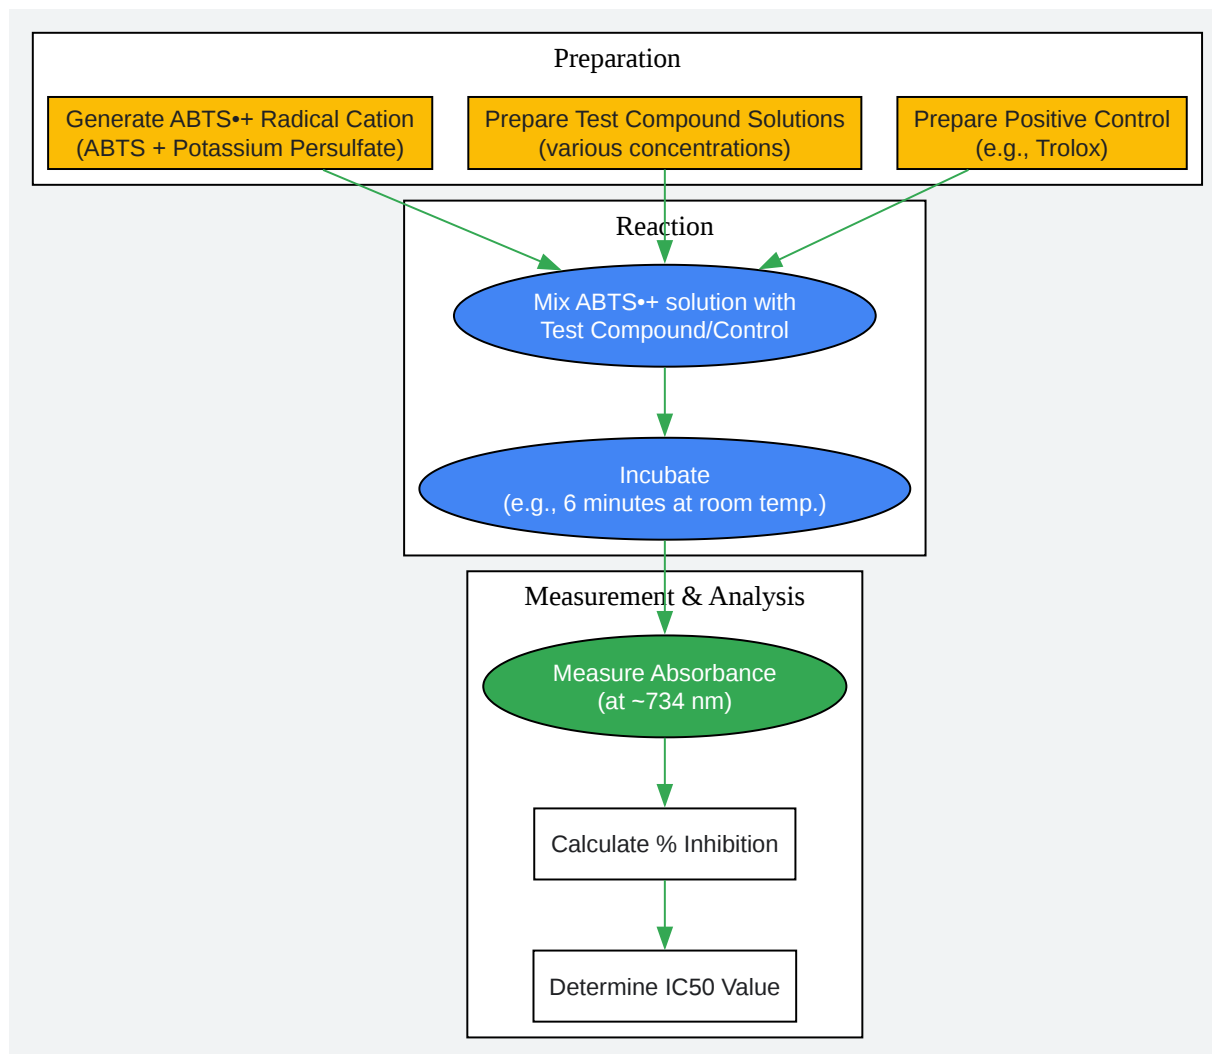 Preparation
Generate ABTS•+ Radical Cation
(ABTS + Potassium Persulfate)
Prepare Test Compound Solutions
(various concentrations)
Prepare Positive Control
(e.g., Trolox)
Reaction
Mix ABTS•+ solution with
Test Compound/Control
Incubate
(e.g., 6 minutes at room temp.)
Measurement & Analysis
Measure Absorbance
(at ~734 nm)
Calculate % Inhibition
Determine IC50 Value